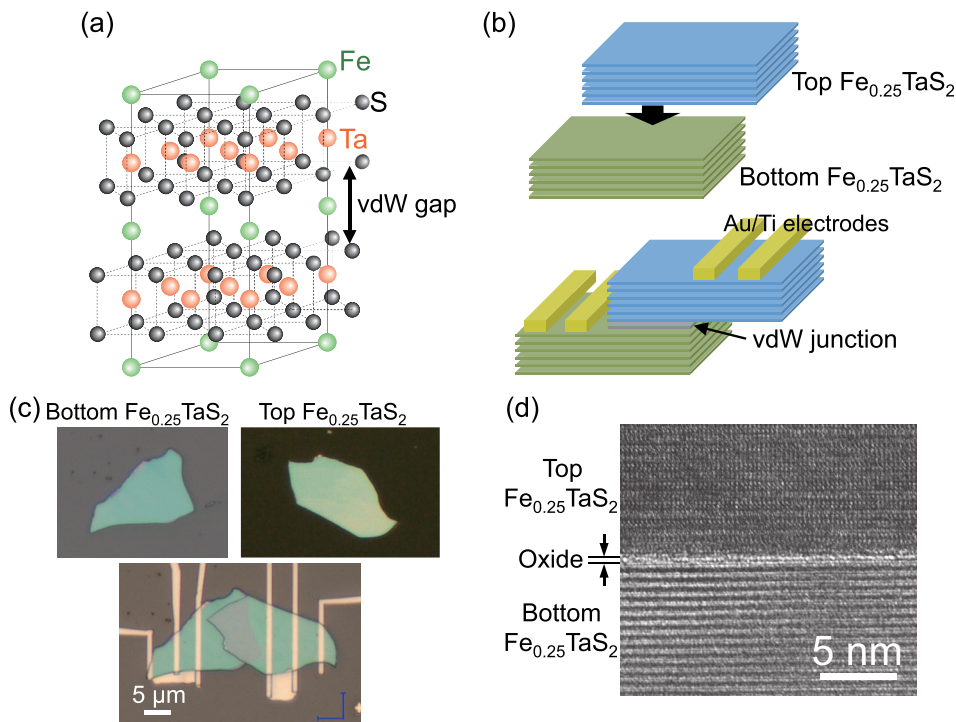 (a)
Fe
S
Ta
vdW gap
(b)
Top Fe0.25TaS2
Bottom Fe0.25TaS2
Au/Ti electrodes
vdW junction
(c)
Bottom Fe0.25TaS2
Top Fe0.25TaS2
5 μm
(d)
Top
Fe0.25TaS2
Oxide
Bottom
Fe0.25TaS2
5 nm